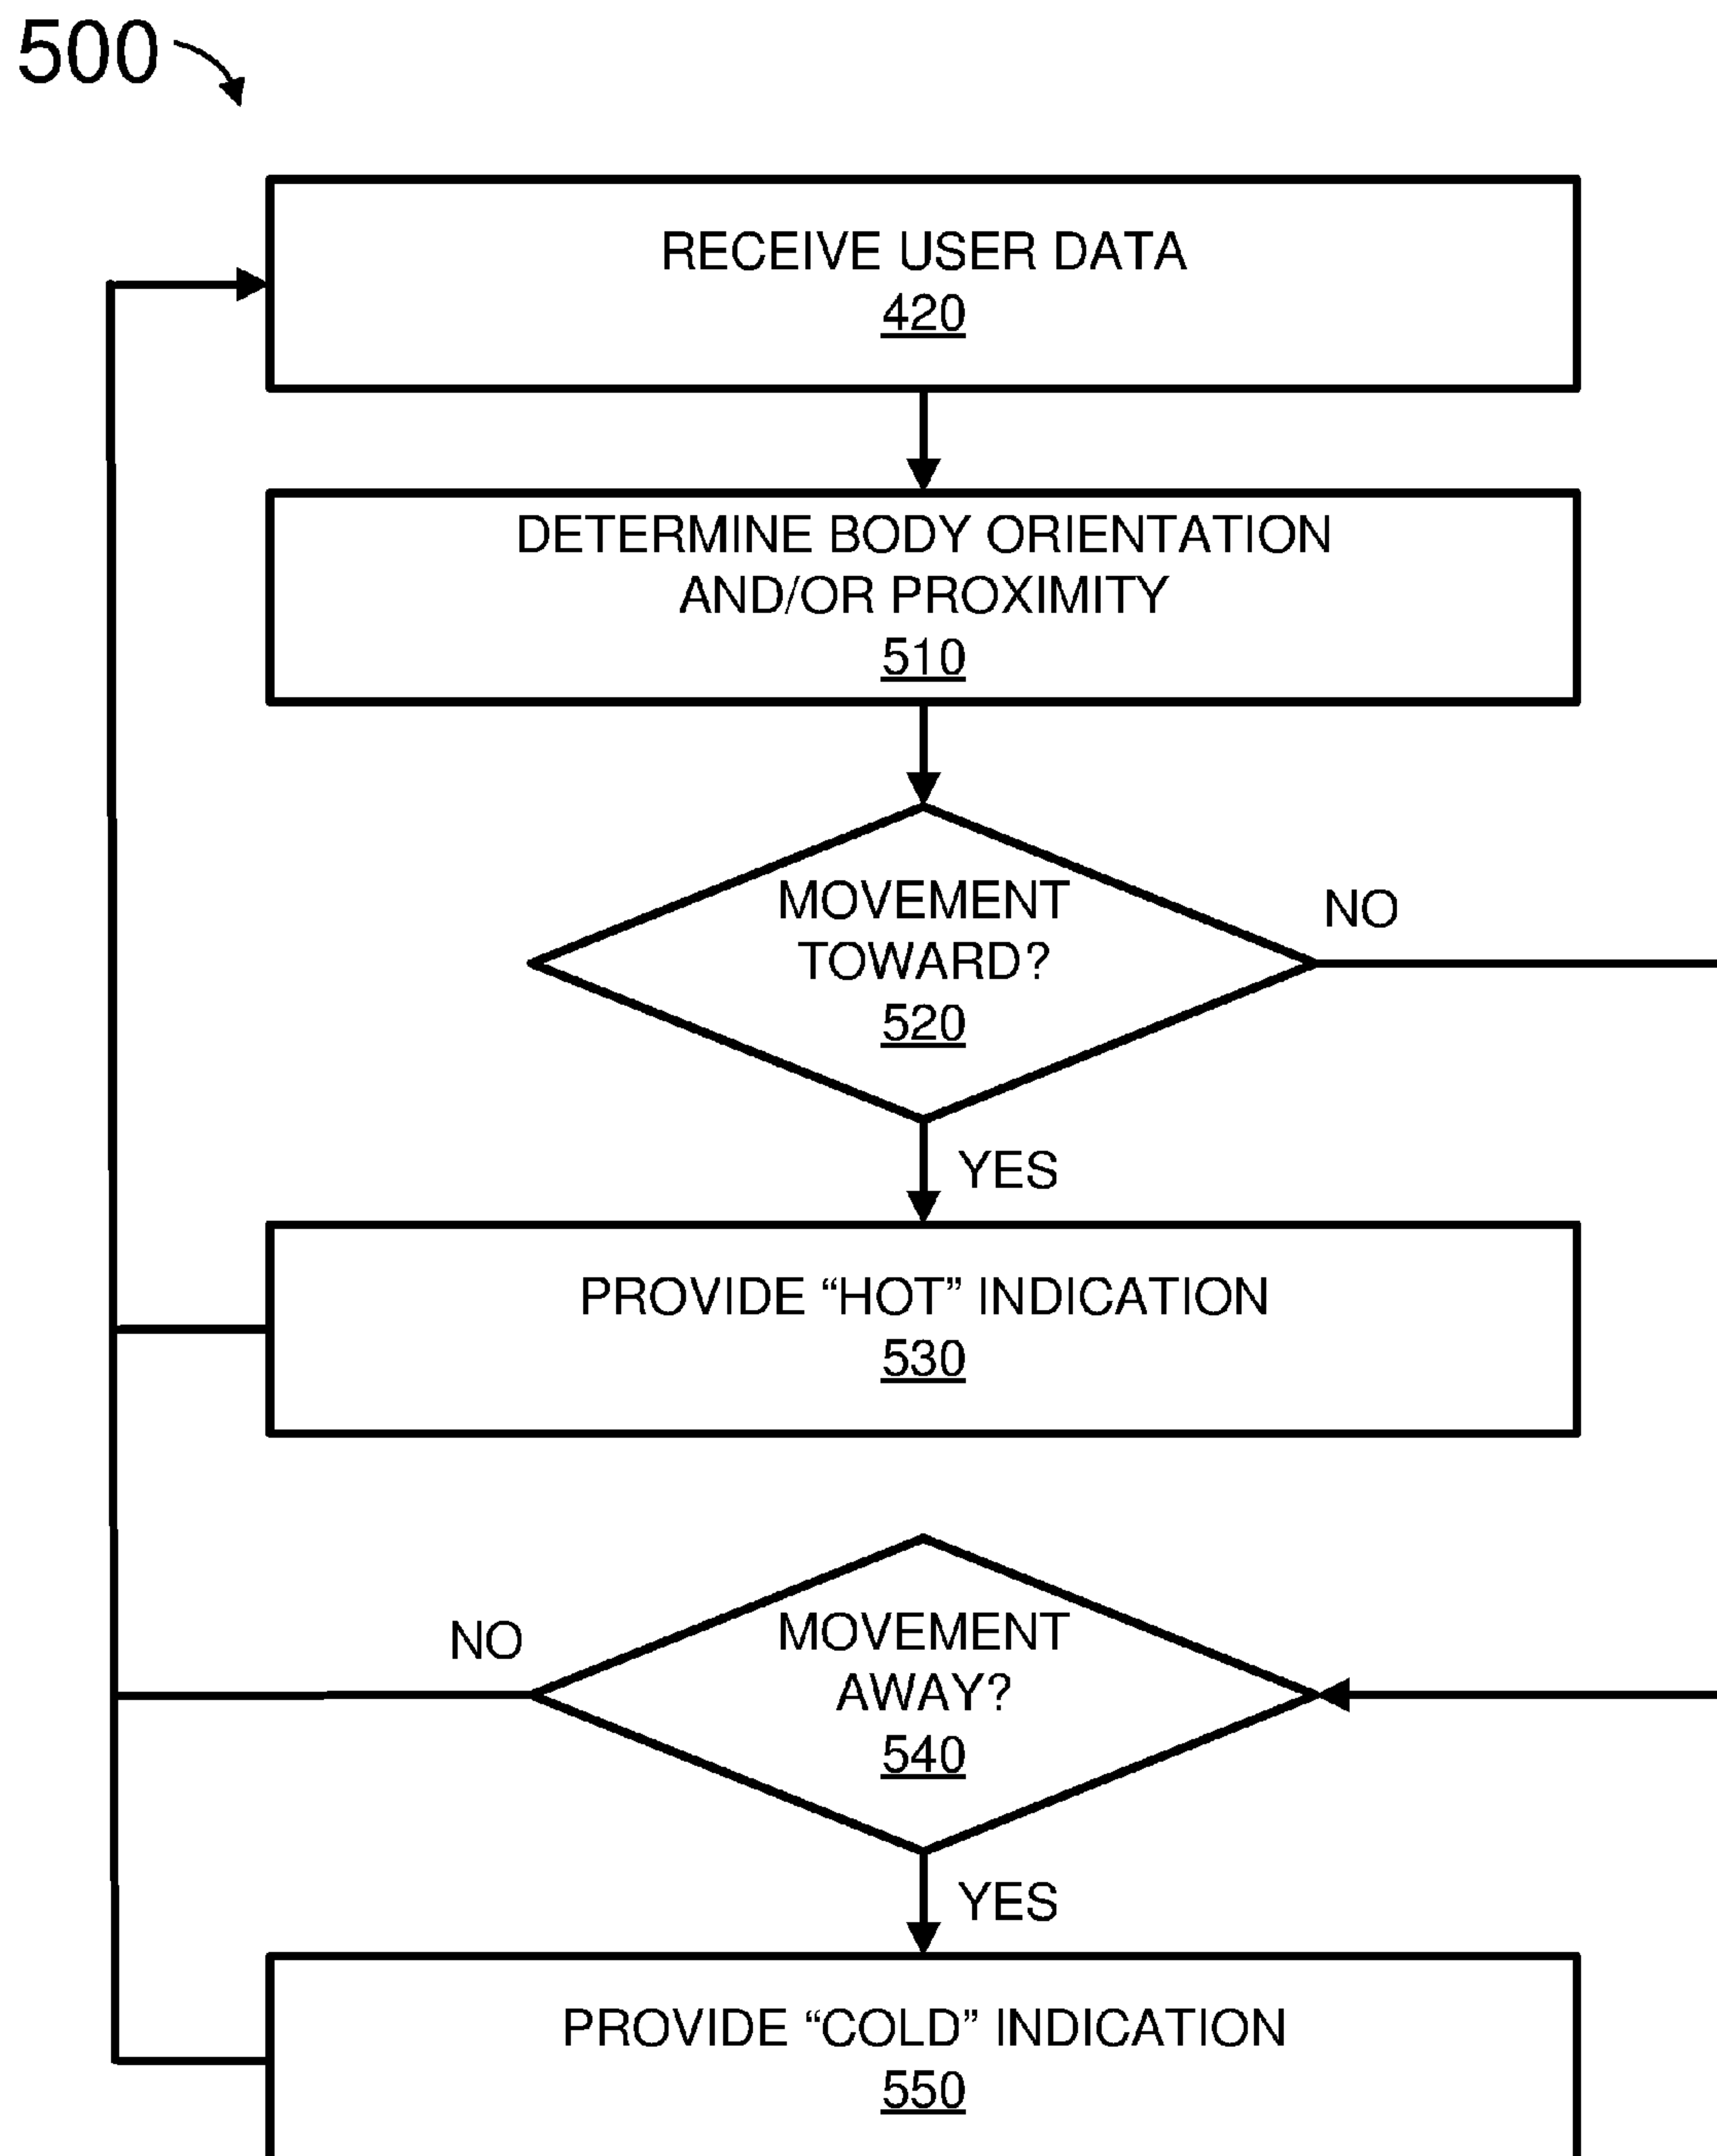 500
RECEIVE USER DATA
420
DETERMINE BODY ORIENTATION
AND/OR PROXIMITY
510
MOVEMENT
TOWARD?
520
NO
YES
PROVIDE “HOT” INDICATION
530
MOVEMENT
AWAY?
540
NO
YES
PROVIDE “COLD” INDICATION
550